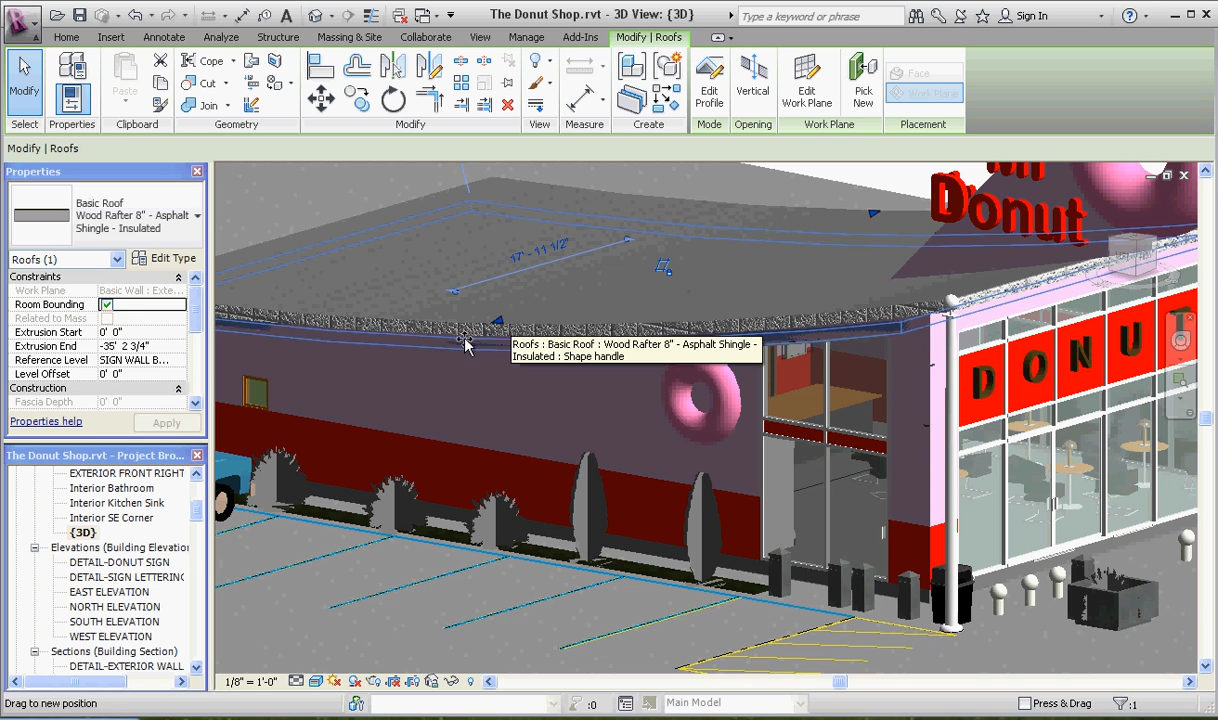 The Donut Shop.rvt - 3D View: {3D}
Type a keyword or phrase
Sign In
Home
Insert
Annotate
Analyze
Structure
Massing & Site
Collaborate
View
Manage
Add-Ins
Modify | Roofs
Modify
Paste
Cope
Cut
Join
Edit
Profile
Vertical
Edit
Work Plane
Pick
New
Face
Work Plane
Select
Properties
Clipboard
Geometry
Modify
View
Measure
Create
Mode
Opening
Work Plane
Placement
Modify | Roofs
Properties
Basic Roof
Wood Rafter 8" - Asphalt
Shingle - Insulated
Roofs (1)
Edit Type
Constraints
Work Plane
Basic Wall : Exte...
Room Bounding
Related to Mass
Extrusion Start
0' 0"
Extrusion End
-35' 2 3/4"
Reference Level
SIGN WALL B...
Level Offset
0' 0"
Construction
Fascia Depth
0' 0"
Properties help
Apply
The Donut Shop.rvt - Project Bro...
EXTERIOR FRONT RIGHT
Interior Bathroom
Interior Kitchen Sink
Interior SE Corner
{3D}
Elevations (Building Elevation
DETAIL-DONUT SIGN
DETAIL-SIGN LETTERING
EAST ELEVATION
NORTH ELEVATION
SOUTH ELEVATION
WEST ELEVATION
Sections (Building Section)
DETAIL-EXTERIOR WALL
17' - 11 1/2"
Donut
Roofs : Basic Roof : Wood Rafter 8" - Asphalt Shingle -
Insulated : Shape handle
DONUT
1/8" = 1'-0"
Drag to new position
:0
Main Model
Press & Drag
:1